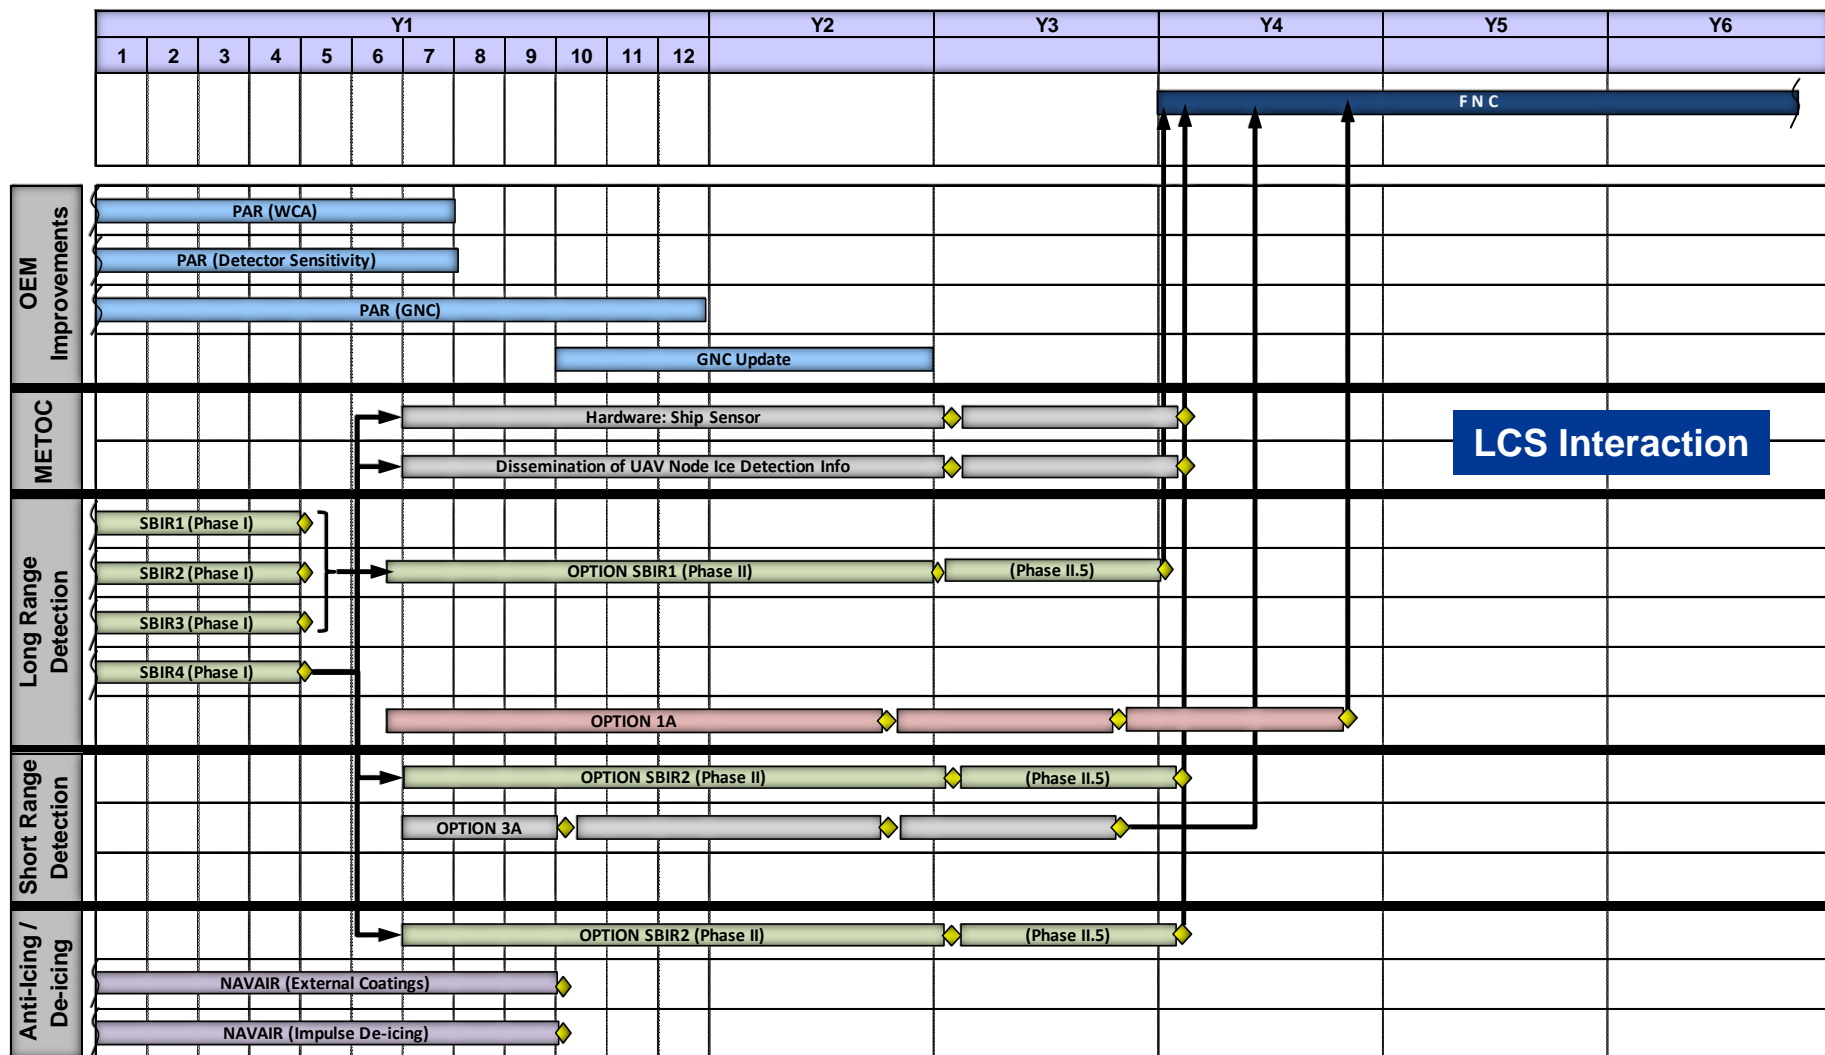 Y1 Y2 Y3 Y4 Y5 Y6
1 2 3 4 5 6 7 8 9 10 11 12
F N C
OEM
Improvements
PAR (WCA)
PAR (Detector Sensitivity)
PAR (GNC)
GNC Update
METOC
Hardware: Ship Sensor
Dissemination of UAV Node Ice Detection Info
LCS Interaction
Long Range
Detection
SBIR1 (Phase I)
SBIR2 (Phase I)
OPTION SBIR1 (Phase II) (Phase II.5)
SBIR3 (Phase I)
SBIR4 (Phase I)
OPTION 1A
Short Range
Detection
OPTION SBIR2 (Phase II) (Phase II.5)
OPTION 3A
Anti-Icing /
De-icing
OPTION SBIR2 (Phase II) (Phase II.5)
NAVAIR (External Coatings)
NAVAIR (Impulse De-icing)